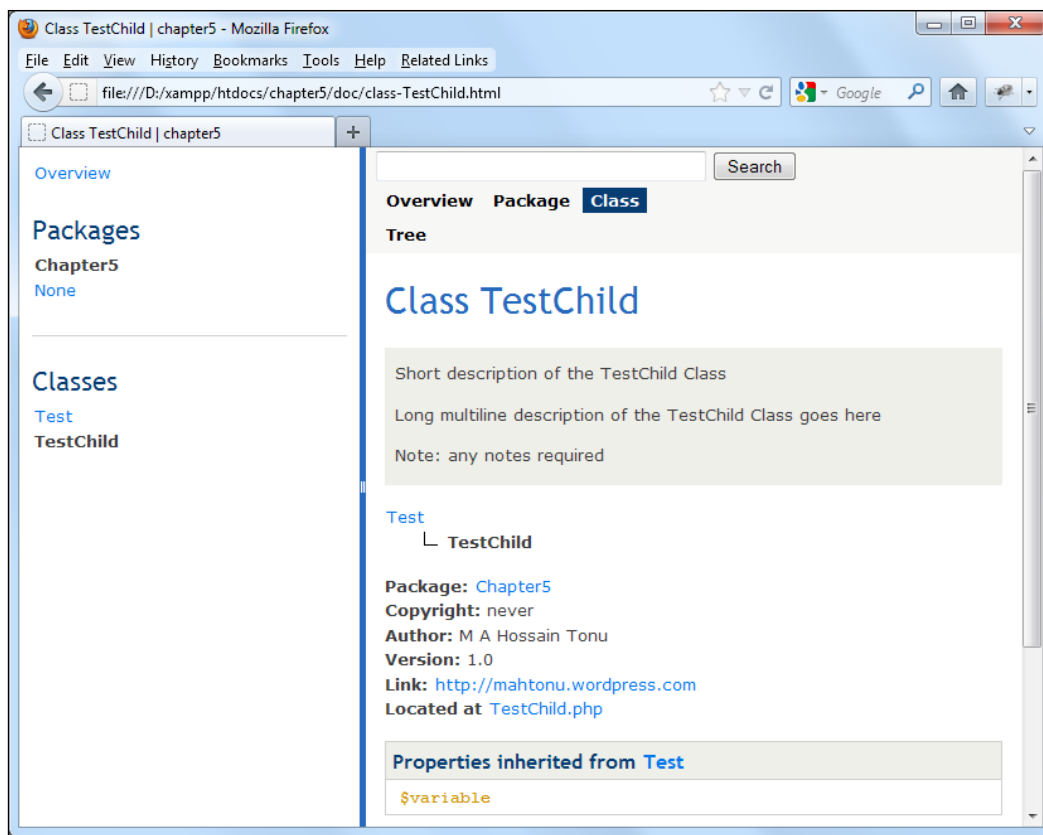 Class TestChild | chapter5 - Mozilla Firefox
File Edit View History Bookmarks Tools Help Related Links
file:///D:/xampp/htdocs/chapter5/doc/class-TestChild.html
Google
Class TestChild | chapter5
Overview
Packages
Chapter5
None
Classes
Test
TestChild
Search
Overview Package Class
Tree
Class TestChild
Short description of the TestChild Class
Long multiline description of the TestChild Class goes here
Note: any notes required
Test
TestChild
Package: Chapter5
Copyright: never
Author: M A Hossain Tonu
Version: 1.0
Link: http://mahtonu.wordpress.com
Located at TestChild.php
Properties inherited from Test
$variable